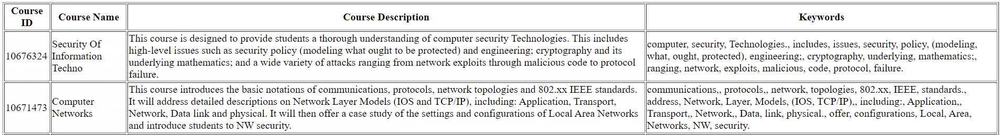 Course ID
Course Name
Course Description
Keywords
10676324
Security Of
Information
Techno
This course is designed to provide students a thorough understanding of computer security Technologies. This includes
high-level issues such as security policy (modeling what ought to be protected) and engineering; cryptography and its
underlying mathematics; and a wide variety of attacks ranging from network exploits through malicious code to protocol
failure.
computer, security, Technologies., includes, issues, security, policy, (modeling,
what, ought, protected), engineering;, cryptography, underlying, mathematics;,
ranging, network, exploits, malicious, code, protocol, failure.
10671473
Computer
Networks
This course introduces the basic notations of communications, protocols, network topologies and 802.xx IEEE standards.
It will address detailed descriptions on Network Layer Models (IOS and TCP/IP), including: Application, Transport,
Network, Data link and physical. It will then offer a case study of the settings and configurations of Local Area Networks
and introduce students to NW security.
communications,, protocols,, network, topologies, 802.xx, IEEE, standards.,
address, Network, Layer, Models, (IOS, TCP/IP),, including:, Application,,
Transport,, Network,, Data, link, physical., offer, configurations, Local, Area,
Networks, NW, security.